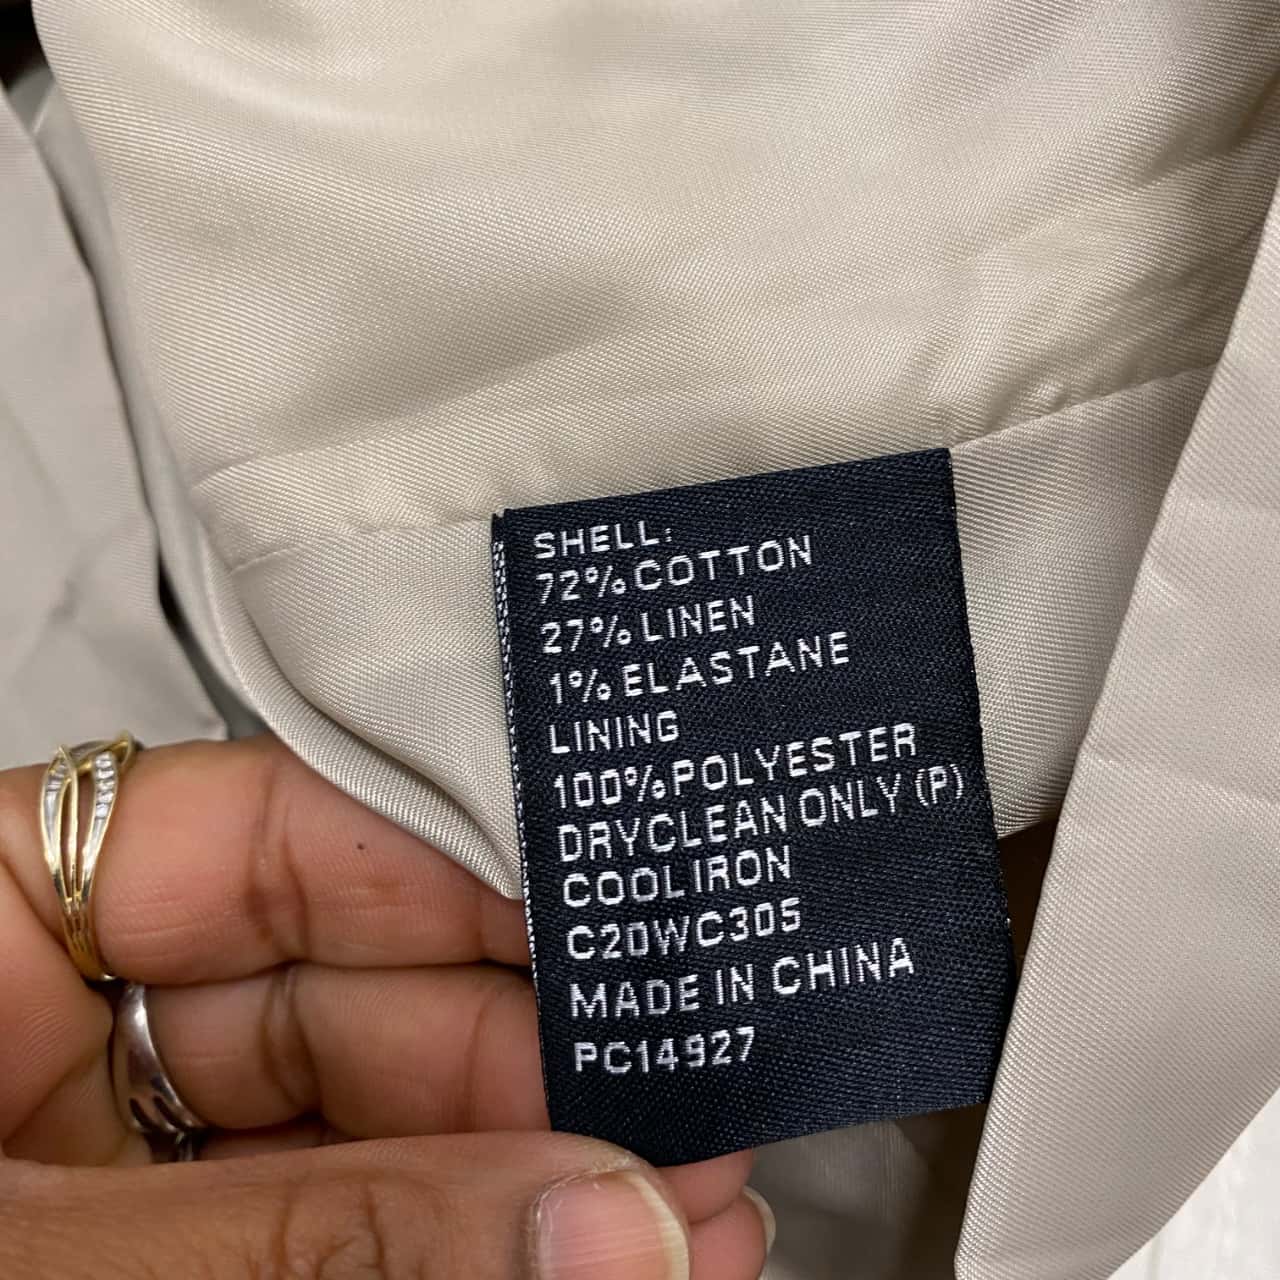 SHELL:
72% COTTON
27% LINEN
1% ELASTANE
LINING
100% POLYESTER
DRYCLEAN ONLY (P)
COOL IRON
C20WC305
MADE IN CHINA
PC14927